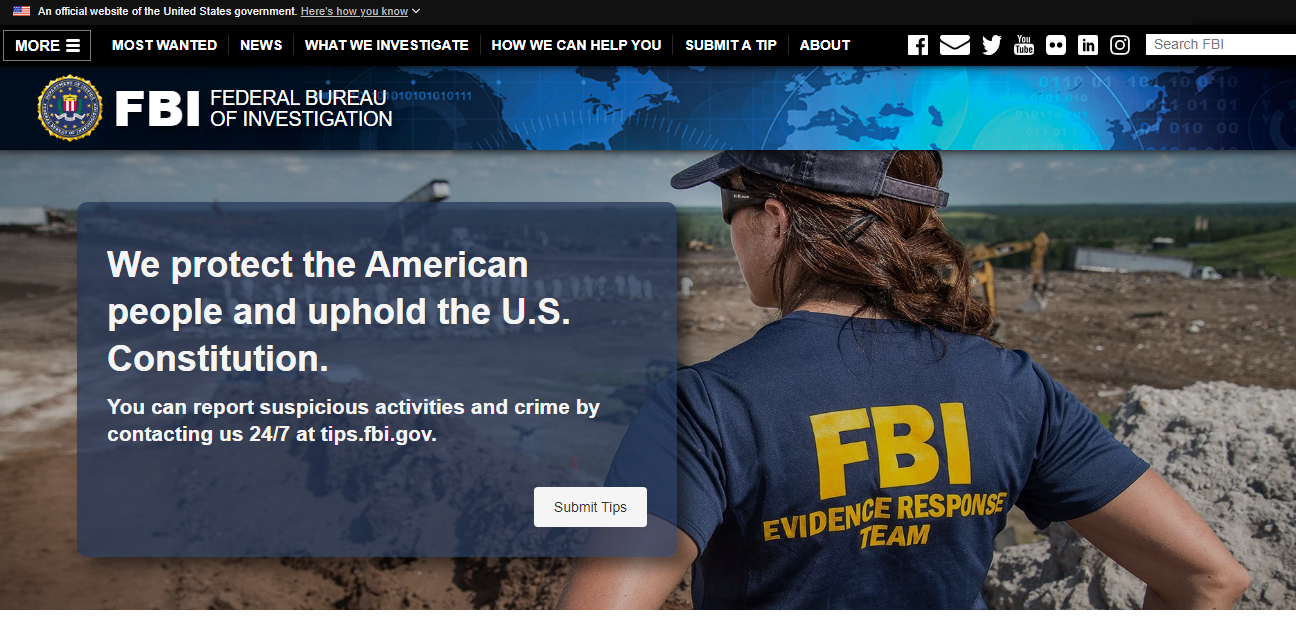 An official website of the United States government. Here's how you know
MORE
MOST WANTED
NEWS
WHAT WE INVESTIGATE
HOW WE CAN HELP YOU
SUBMIT A TIP
ABOUT
You
Tube
Search FBI
FBI
FEDERAL BUREAU
OF INVESTIGATION
We protect the American
people and uphold the U.S.
Constitution.
You can report suspicious activities and crime by
contacting us 24/7 at tips.fbi.gov.
Submit Tips
FBI
EVIDENCE RESPONSE
TEAM